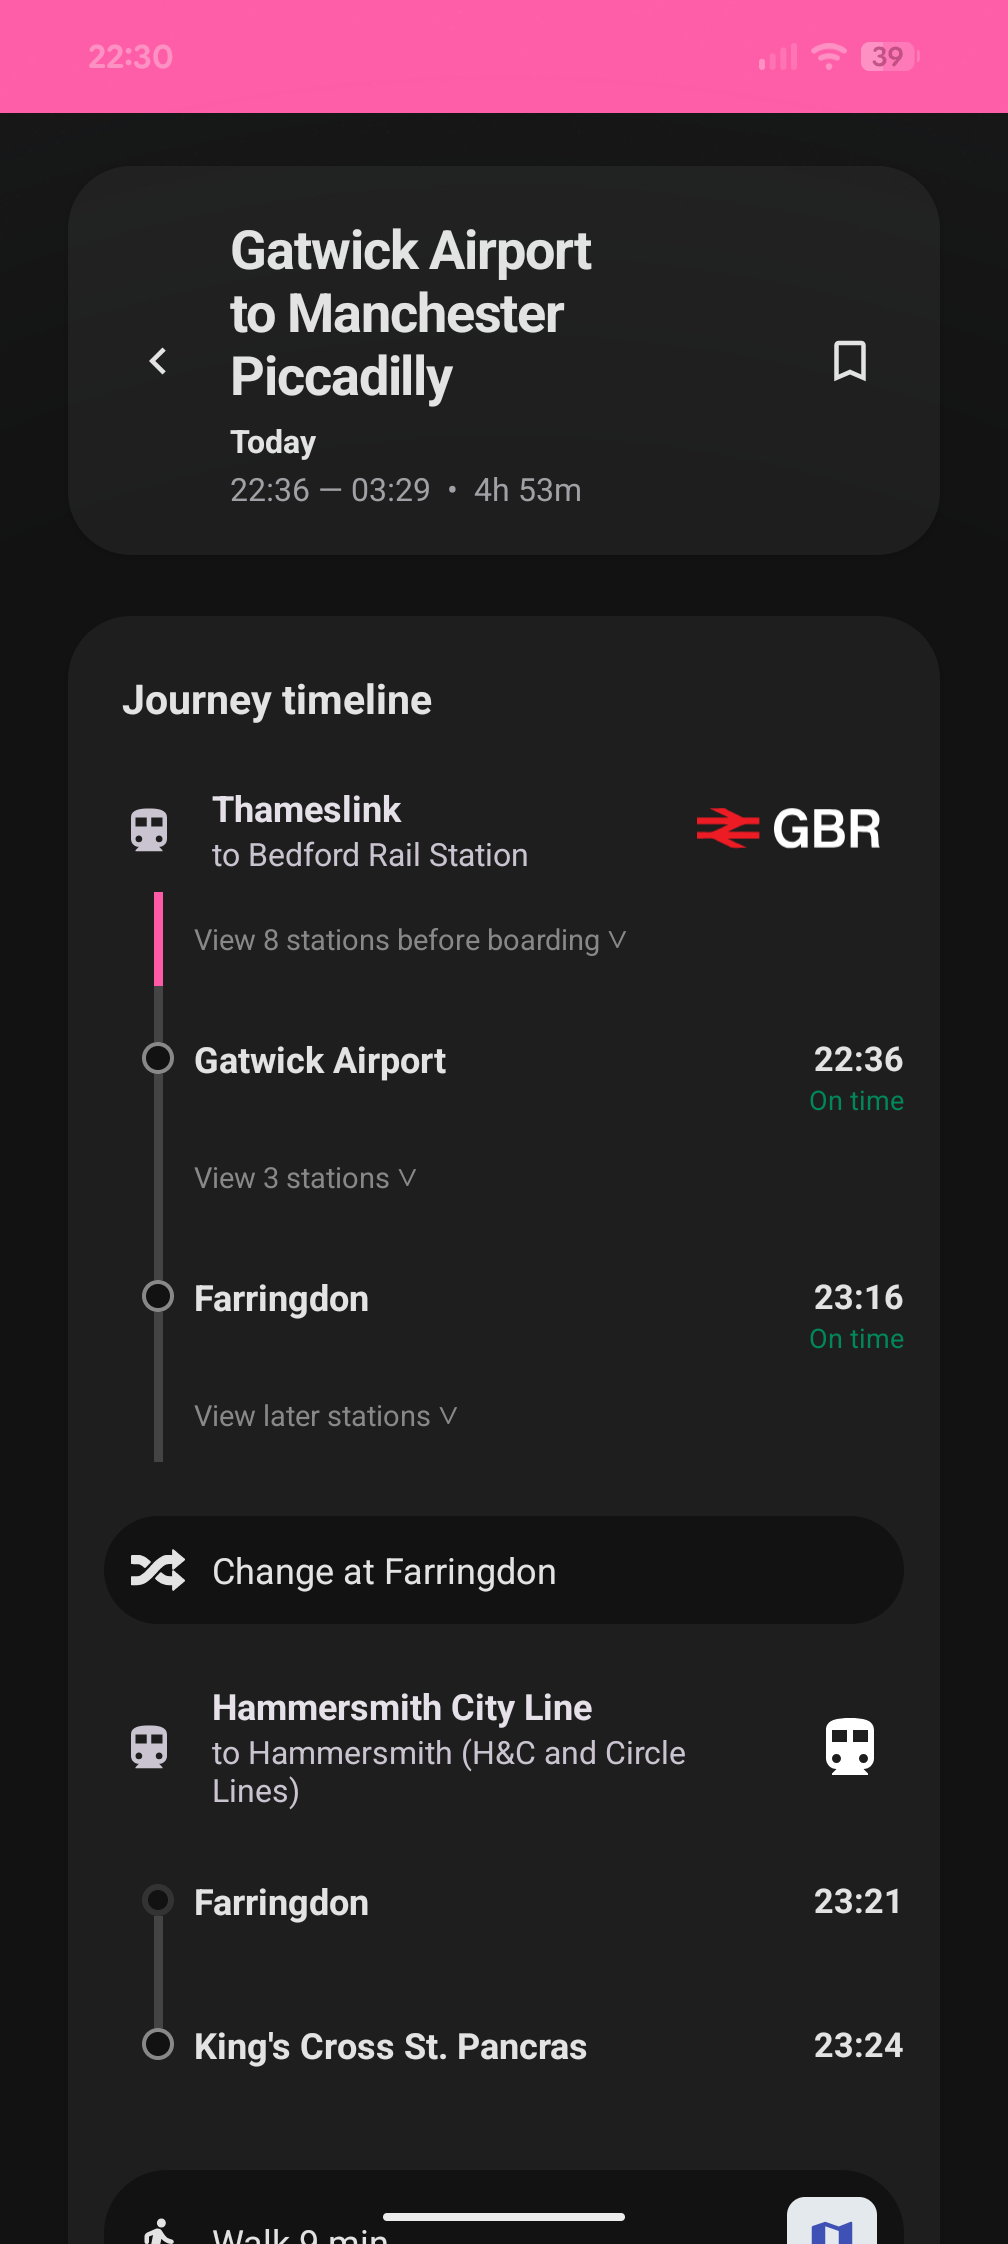 22:30
39
Gatwick Airport
to Manchester
Piccadilly
Today
22:36 — 03:29 • 4h 53m
Journey timeline
Thameslink
to Bedford Rail Station
GBR
View 8 stations before boarding
Gatwick Airport
22:36
On time
View 3 stations
Farringdon
23:16
On time
View later stations
Change at Farringdon
Hammersmith City Line
to Hammersmith (H&C and Circle
Lines)
Farringdon
23:21
King's Cross St. Pancras
23:24
Walk 9 min